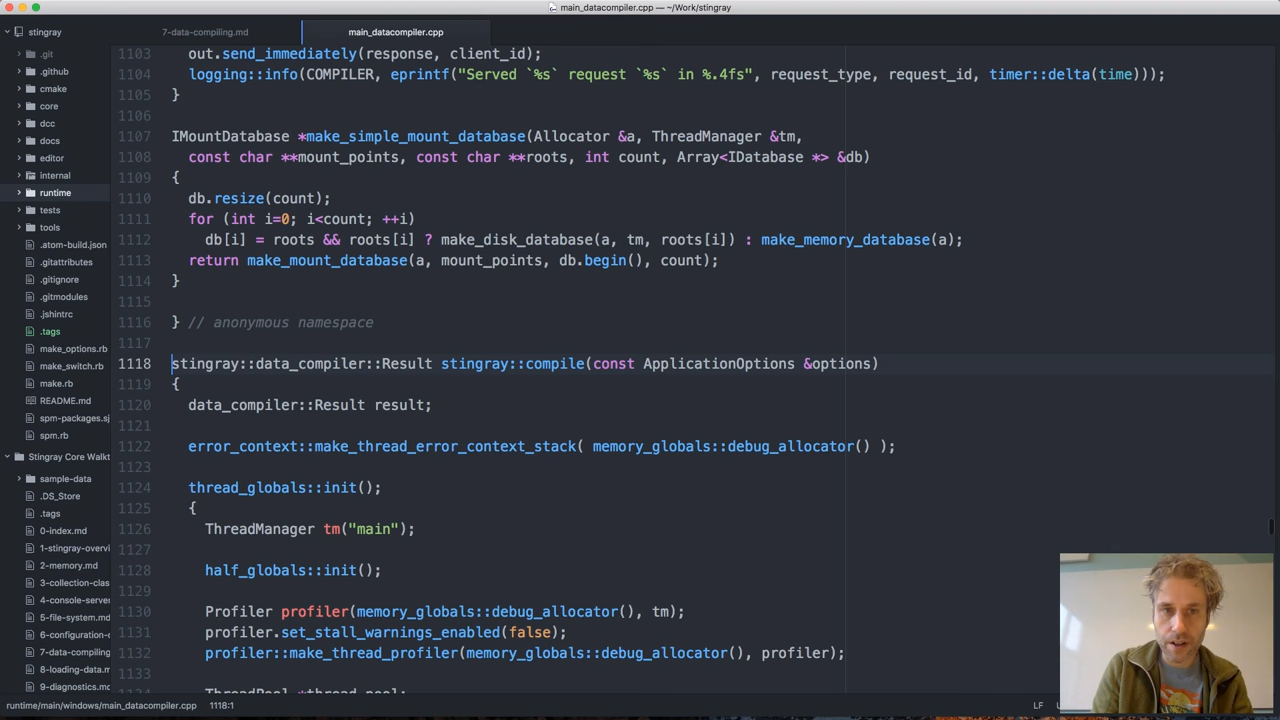 main_datacompiler.cpp — ~/Work/stingray
stingray
.git
.github
cmake
core
dcc
docs
editor
internal
runtime
tests
tools
.atom-build.json
.gitattributes
.gitignore
.gitmodules
.jshintrc
.tags
make_options.rb
make_switch.rb
make.rb
README.md
spm-packages.sj
spm.rb
Stingray Core Walkt
sample-data
.DS_Store
.tags
0-index.md
1-stingray-overvi
2-memory.md
3-collection-clas
4-console-server
5-file-system.md
6-configuration-d
7-data-compiling
8-loading-data.m
9-diagnostics.md
7-data-compiling.md
main_datacompiler.cpp
1103 out.send_immediately(response, client_id);
1104 logging::info(COMPILER, eprintf("Served `%s` request `%s` in %.4fs", request_type, request_id, timer::delta(time)));
1105 }
1106
1107 IMountDatabase *make_simple_mount_database(Allocator &a, ThreadManager &tm,
1108 const char **mount_points, const char **roots, int count, Array<IDatabase *> &db)
1109 {
1110 db.resize(count);
1111 for (int i=0; i<count; ++i)
1112 db[i] = roots && roots[i] ? make_disk_database(a, tm, roots[i]) : make_memory_database(a);
1113 return make_mount_database(a, mount_points, db.begin(), count);
1114 }
1115
1116 } // anonymous namespace
1117
1118 stingray::data_compiler::Result stingray::compile(const ApplicationOptions &options)
1119 {
1120 data_compiler::Result result;
1121
1122 error_context::make_thread_error_context_stack( memory_globals::debug_allocator() );
1123
1124 thread_globals::init();
1125 {
1126 ThreadManager tm("main");
1127
1128 half_globals::init();
1129
1130 Profiler profiler(memory_globals::debug_allocator(), tm);
1131 profiler.set_stall_warnings_enabled(false);
1132 profiler::make_thread_profiler(memory_globals::debug_allocator(), profiler);
1133
ThreadPool *thread_pool;
runtime/main/windows/main_datacompiler.cpp 1118:1
LF